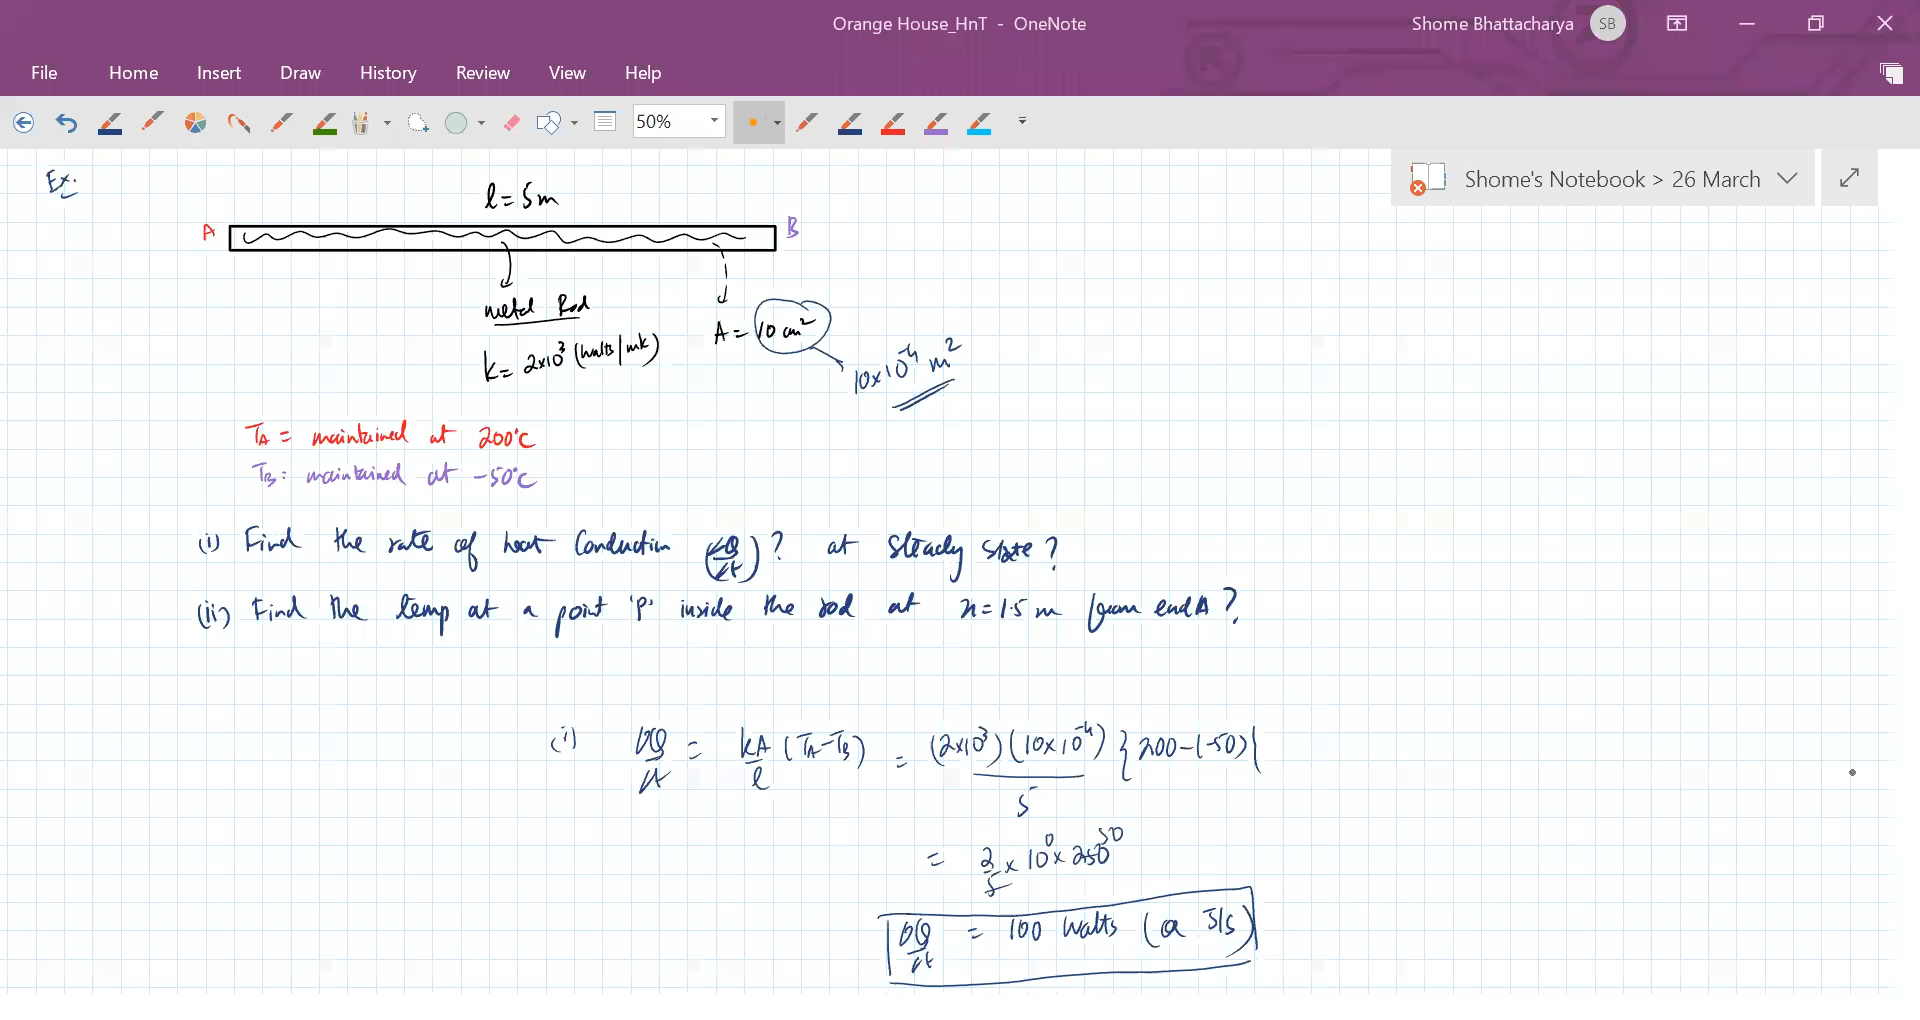 Orange House_HnT - OneNote
Shome Bhattacharya SB
File Home Insert Draw History Review View Help
50%
Shome's Notebook > 26 March
Ex.
l = 5m
A B
metal Rod
A = 10 cm²
k = 2×10³ (watts/mk)
10×10⁻⁴ m²
T_A = maintained at 200°C
T_B : maintained at -50°C
(i) Find the rate of heat Conduction (dQ/dt)? at steady state?
(ii) Find the temp at a point 'P' inside the rod at x = 1.5 m from end A?
(i) dQ/dt = kA/l (T_A - T_B) = (2×10³)(10×10⁻⁴)/5 {200-(-50)}
= 2/5 × 10⁰ × 250 50
dQ/dt = 100 watts (or J/s)